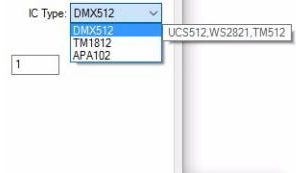 IC Type: DMX512
DMX512
UCS512,WS2821,TM512
TM1812
APA102
1